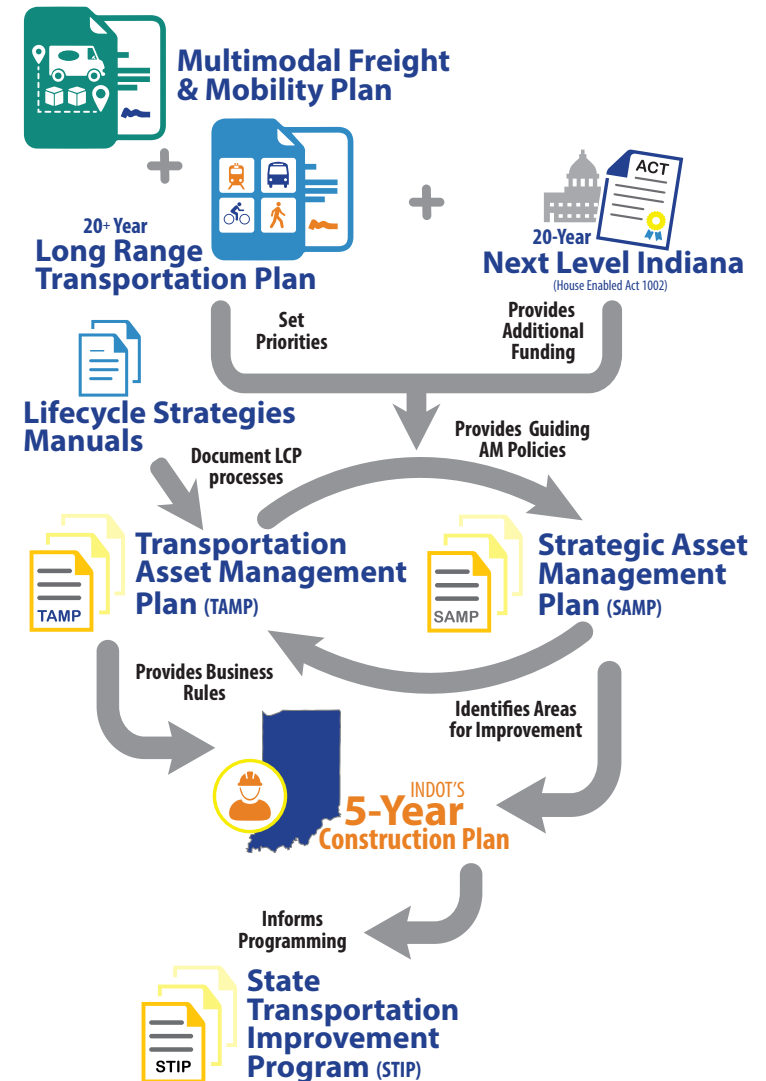 Multimodal Freight
& Mobility Plan
ACT
20+ Year
Long Range
Transportation Plan
20-Year
Next Level Indiana
(House Enabled Act 1002)
Set
Priorities
Provides
Additional
Funding
Lifecycle Strategies
Manuals
Document LCP
processes
Provides Guiding
AM Policies
TAMP
Transportation
Asset Management
Plan (TAMP)
SAMP
Strategic Asset
Management
Plan (SAMP)
Provides Business
Rules
Identifies Areas
for Improvement
INDOT'S
5-Year
Construction Plan
Informs
Programming
STIP
State
Transportation
Improvement
Program (STIP)